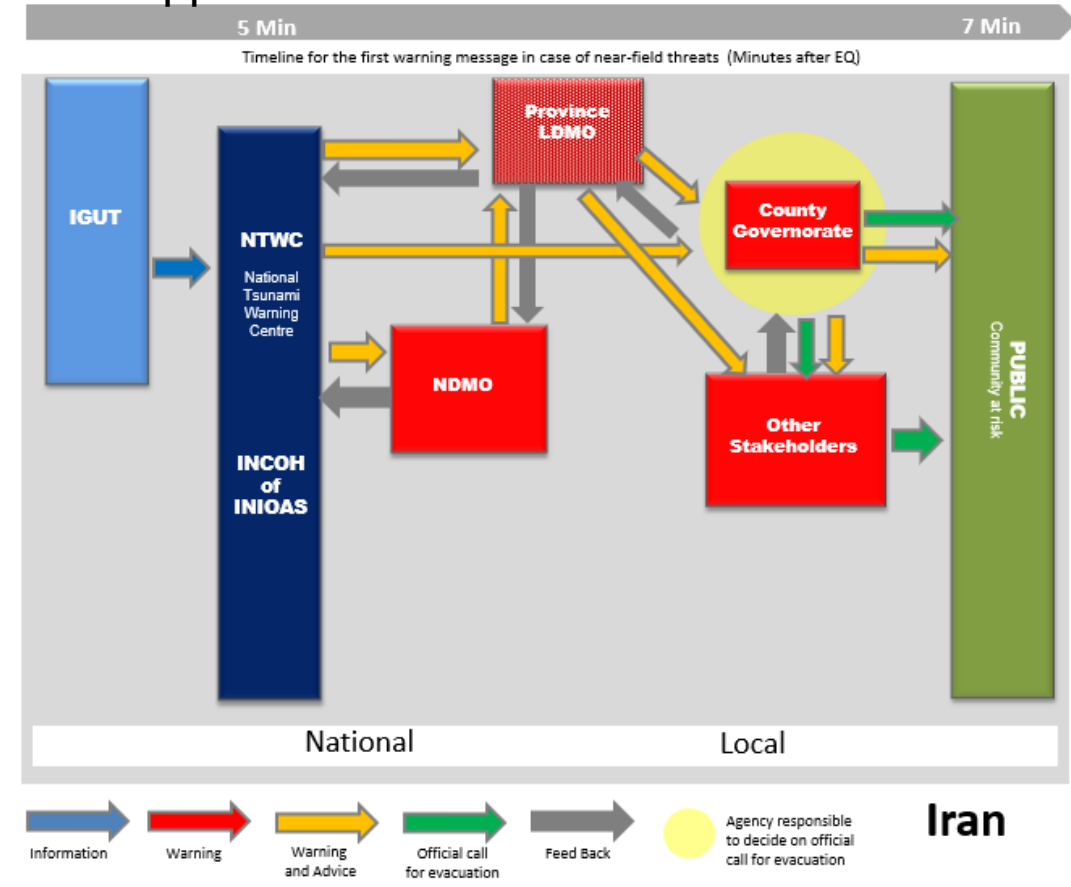 5 Min
7 Min
Timeline for the first warning message in case of near-field threats (Minutes after EQ)
IGUT
NTWC
National
Tsunami
Warning
Centre
INCOH
of
INIOAS
Province
LDMO
NDMO
County
Governorate
Other
Stakeholders
PUBLIC
Community at risk
National
Local
Information
Warning
Warning
and Advice
Official call
for evacuation
Feed Back
Agency responsible
to decide on official
call for evacuation
Iran